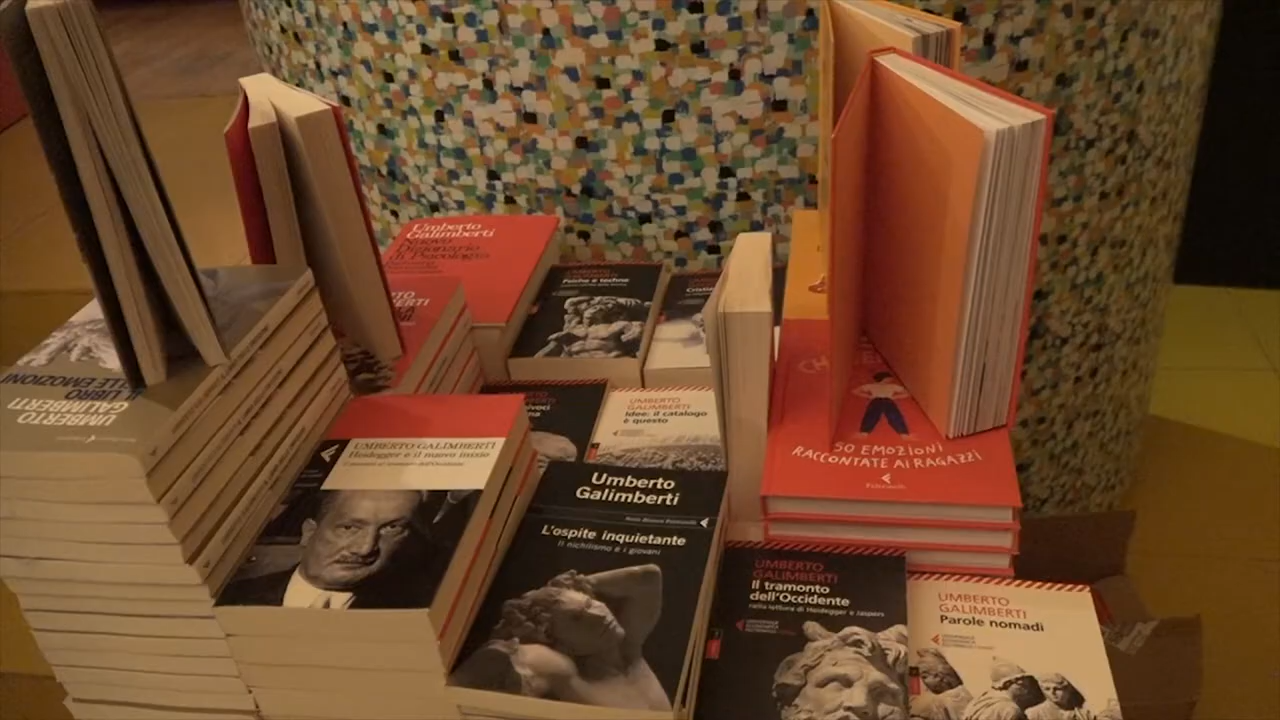 Umberto
Galimberti
Nuovo
Dizionario
di Psicologia
UMBERTO
Psiche e techne
UMBERTO
GALIMBERTI
IL LIBRO
DELLE EMOZIONI
UMBERTO GALIMBERTI
Heidegger e il nuovo inizio
UMBERTO
GALIMBERTI
Idee: il catalogo
è questo
Umberto
Galimberti
L'ospite inquietante
Il nichilismo e i giovani
50 EMOZIONI
RACCONTATE AI RAGAZZI
Feltrinelli
UMBERTO
GALIMBERTI
Il tramonto
dell'Occidente
nella lettura di Heidegger e Jaspers
UMBERTO
GALIMBERTI
Parole nomadi